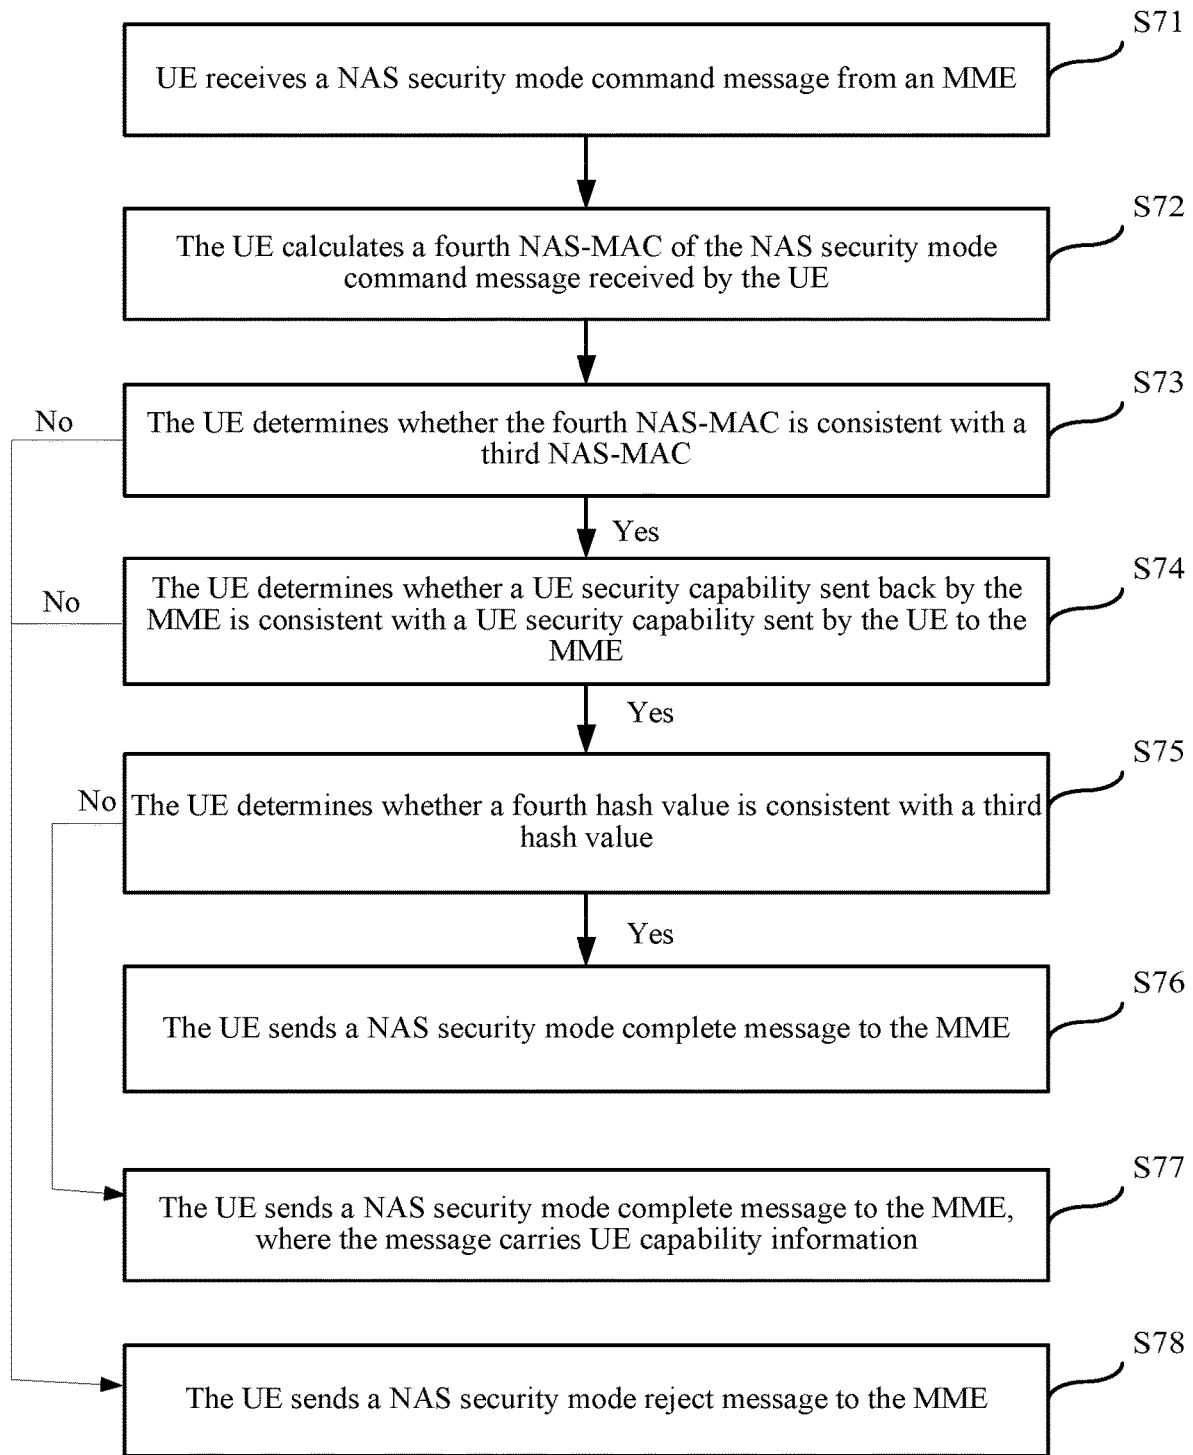 S71
UE receives a NAS security mode command message from an MME
S72
The UE calculates a fourth NAS-MAC of the NAS security mode
command message received by the UE
S73
No
The UE determines whether the fourth NAS-MAC is consistent with a
third NAS-MAC
Yes
S74
No
The UE determines whether a UE security capability sent back by the
MME is consistent with a UE security capability sent by the UE to the
MME
Yes
S75
No
The UE determines whether a fourth hash value is consistent with a third
hash value
Yes
S76
The UE sends a NAS security mode complete message to the MME
S77
The UE sends a NAS security mode complete message to the MME,
where the message carries UE capability information
S78
The UE sends a NAS security mode reject message to the MME